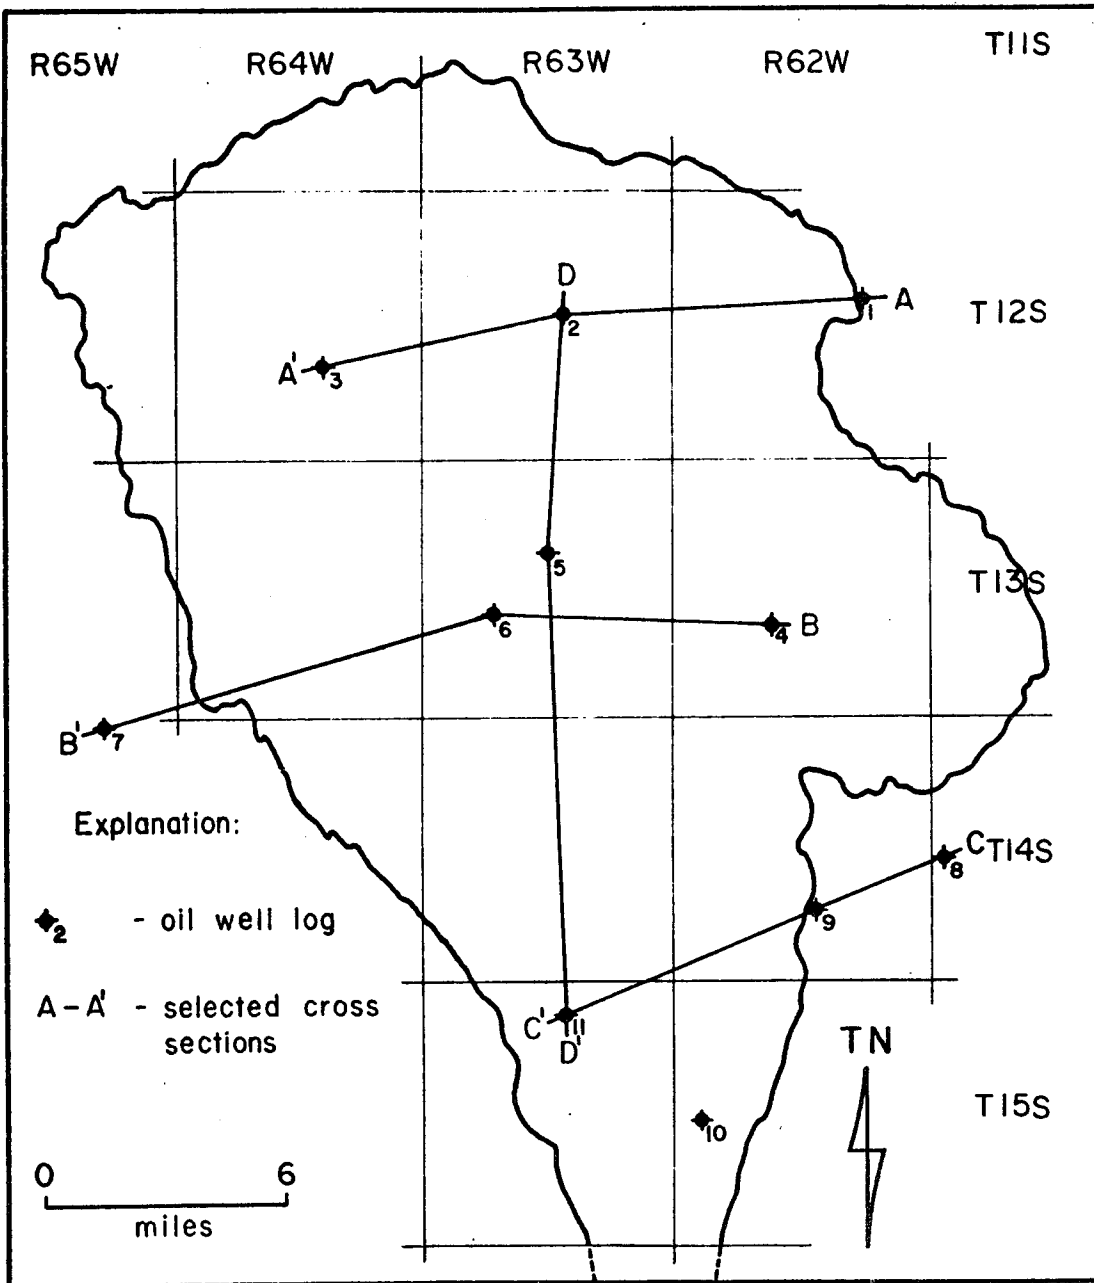 T11S
R65W R64W R63W R62W
D
2
1 A
T12S
A' 3
5
T13S
6
4 B
B' 7
Explanation:
C T14S
8
2 - oil well log
9
A-A' - selected cross
sections
C' 11
D'
TN
T15S
10
0 6
miles